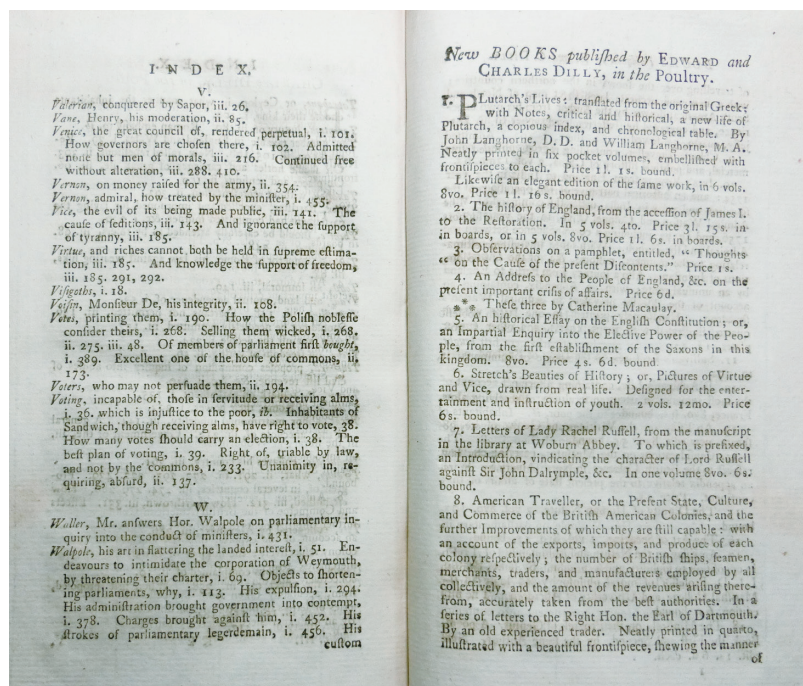 INDEX.
V.
Valerian, conquered by Sapor, iii. 26.
Vane, Henry, his moderation, ii. 85.
Venice, the great council of, rendered perpetual, i. 101.
How governors are chosen there, i. 102. Admitted
none but men of morals, iii. 216. Continued free
without alteration, iii. 288. 410.
Vernon, on money raiſed for the army, ii. 354.
Vernon, admiral, how treated by the miniſter, i. 455.
Vice, the evil of its being made public, iii. 141. The
cauſe of ſeditions, iii. 143. And ignorance the ſupport
of tyranny, iii. 185.
Virtue, and riches cannot both be held in ſupreme eſtima-
tion, iii. 185. And knowledge the ſupport of freedom,
iii. 185. 291, 292.
Viſigoths, i. 18.
Voiſin, Monſieur De, his integrity, ii. 108.
Votes, printing them, i. 190. How the Poliſh nobleſſe
conſider theirs, i. 268. Selling them wicked, i. 268.
ii. 275. iii. 48. Of members of parliament firſt bought,
i. 389. Excellent one of the houſe of commons, ii,
173.
Voters, who may not perſuade them, ii. 194.
Voting, incapable of, thoſe in ſervitude or receiving alms,
i. 36. which is injuſtice to the poor, ib. Inhabitants of
Sandwich, though receiving alms, have right to vote, 38.
How many votes ſhould carry an election, i. 38. The
beſt plan of voting, i. 39. Right of, triable by law,
and not by the commons, i. 233. Unanimity in, re-
quiring, abſurd, ii. 137.
W.
Waller, Mr. anſwers Hor. Walpole on parliamentary in-
quiry into the conduct of miniſters, i. 431.
Walpole, his art in flattering the landed intereſt, i. 51. En-
deavours to intimidate the corporation of Weymouth,
by threatening their charter, i. 69. Objects to ſhorten-
ing parliaments, why, i. 113. His expulſion, i. 294.
His adminiſtration brought government into contempt,
i. 378. Charges brought againſt him, i. 452. His
ſtrokes of parliamentary legerdemain, i. 456. His
cuſtom
New BOOKS publiſhed by EDWARD and
CHARLES DILLY, in the Poultry.
1. PLutarch's Lives: tranſlated from the original Greek;
with Notes, critical and hiſtorical, a new life of
Plutarch, a copious index, and chronological table. By
John Langhorne, D. D. and William Langhorne, M. A.
Neatly printed in ſix pocket volumes, embelliſhed with
frontiſpieces to each. Price 1 l. 1 s. bound.
Likewiſe an elegant edition of the ſame work, in 6 vols.
8vo. Price 1 l. 16 s. bound.
2. The hiſtory of England, from the acceſſion of James I.
to the Reſtoration. In 5 vols. 4to. Price 3 l. 15 s. in
in boards, or in 5 vols. 8vo. Price 1 l. 6s. in boards.
3. Obſervations on a pamphlet, entitled, “ Thoughts
“ on the Cauſe of the preſent Diſcontents.” Price 1 s.
4. An Addreſs to the People of England, &c. on the
preſent important criſis of affairs. Price 6 d.
*** Theſe three by Catherine Macaulay.
5. An hiſtorical Eſſay on the Engliſh Conſtitution; or,
an Impartial Enquiry into the Elective Power of the Peo-
ple, from the firſt eſtabliſhment of the Saxons in this
kingdom. 8vo. Price 4 s. 6 d. bound
6. Stretch's Beauties of Hiſtory; or, Pictures of Virtue
and Vice, drawn from real life. Deſigned for the enter-
tainment and inſtruction of youth. 2 vols. 12mo. Price
6 s. bound.
7. Letters of Lady Rachel Ruſſell, from the manuſcript
in the library at Woburn Abbey. To which is prefixed,
an Introduction, vindicating the character of Lord Ruſſell
againſt Sir John Dalrymple, &c. In one volume 8vo. 6 s.
bound.
8. American Traveller, or the Preſent State, Culture,
and Commerce of the Britiſh American Colonies, and the
further Improvements of which they are ſtill capable: with
an account of the exports, imports, and produce of each
colony reſpectively; the number of Britiſh ſhips, ſeamen,
merchants, traders, and manufacturers employed by all
collectively, and the amount of the revenues ariſing there-
from, accurately taken from the beſt authorities. In a
ſeries of letters to the Right Hon. the Earl of Dartmouth.
By an old experienced trader. Neatly printed in quarto,
illuſtrated with a beautiful frontiſpiece, ſhewing the manner
of